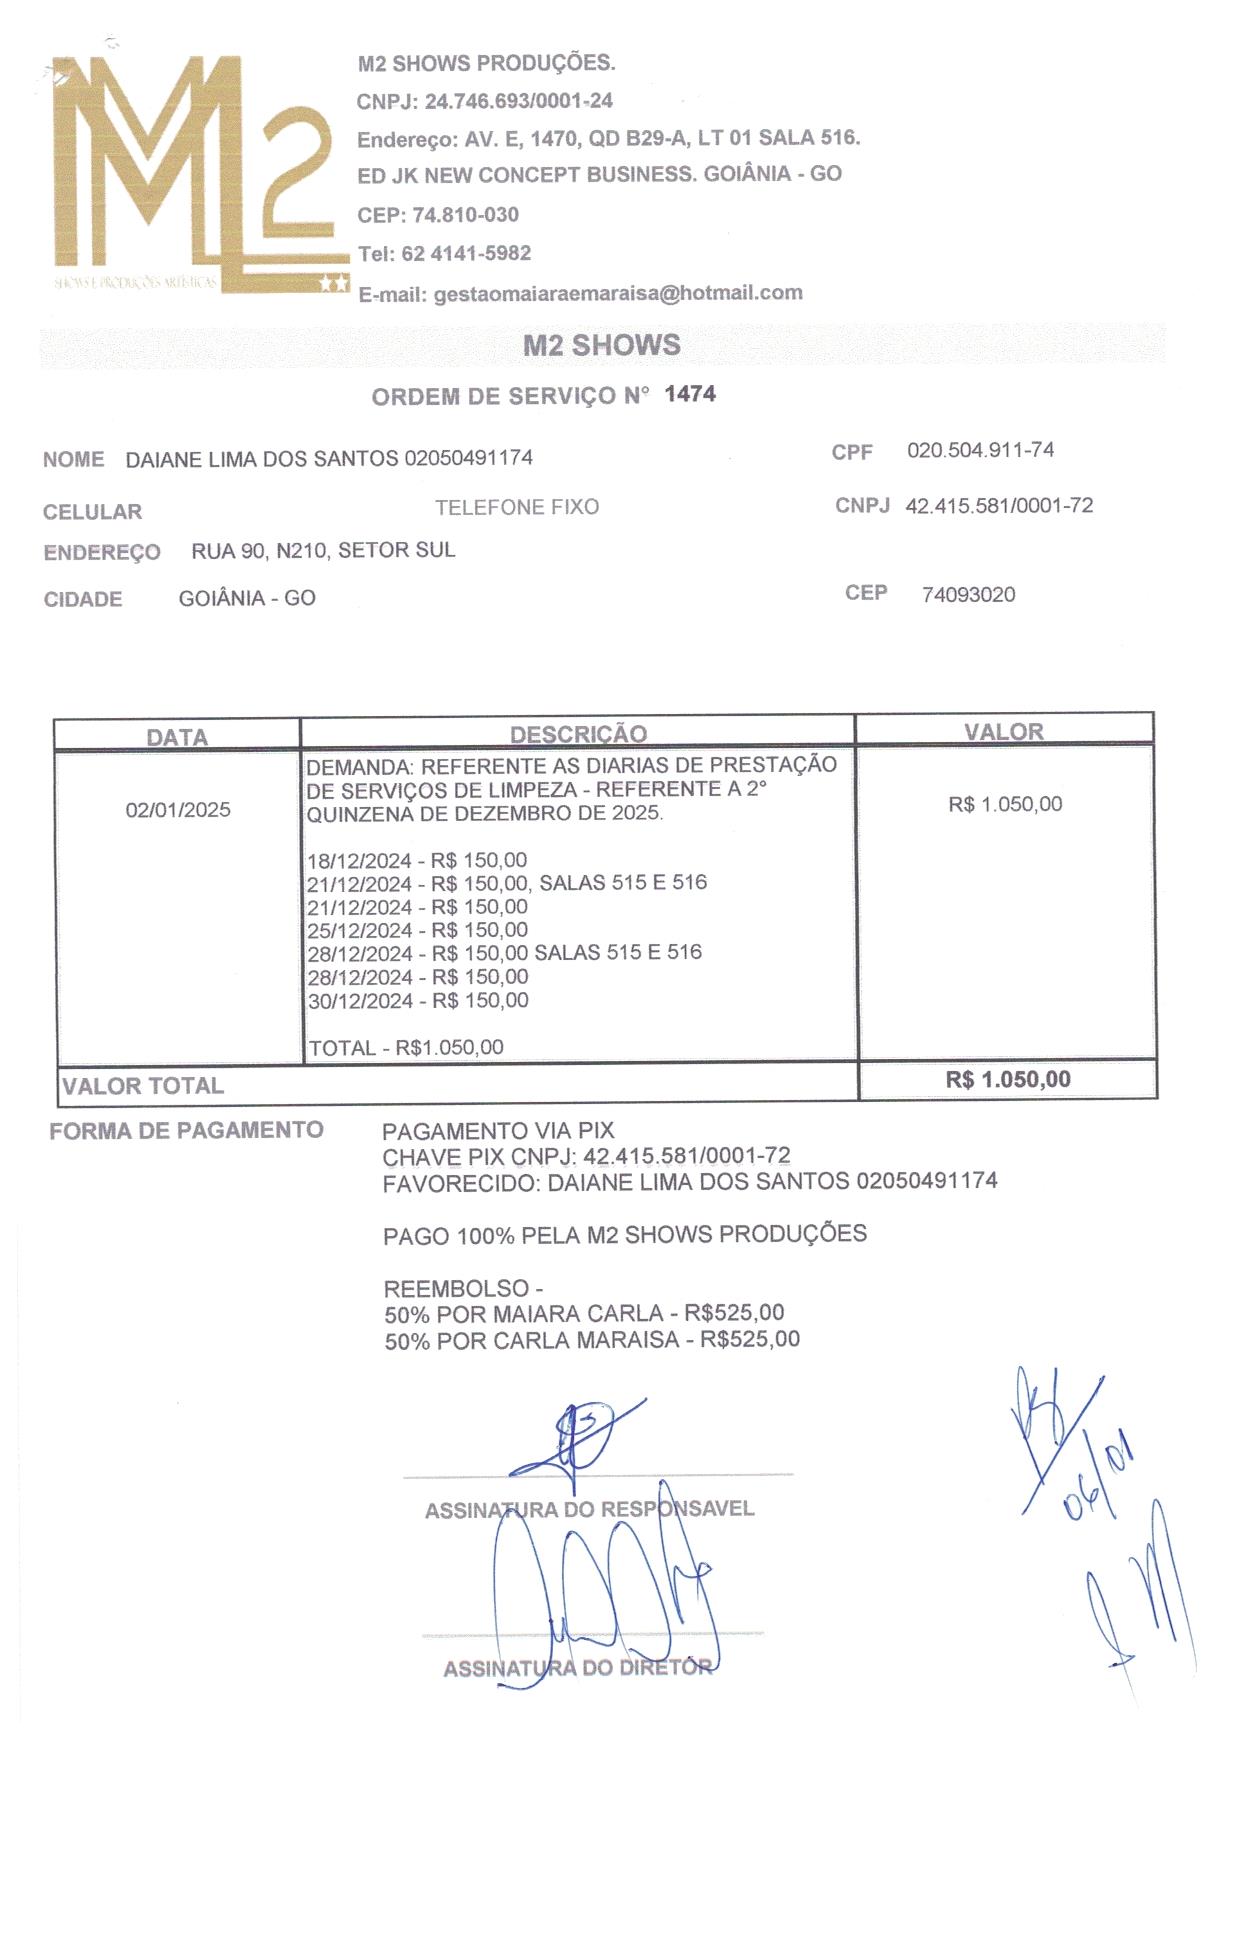 M2 SHOWS PRODUÇÕES.
CNPJ: 24.746.693/0001-24
Endereço: AV. E, 1470, QD B29-A, LT 01 SALA 516.
ED JK NEW CONCEPT BUSINESS. GOIÂNIA - GO
CEP: 74.810-030
Tel: 62 4141-5982
E-mail: gestaomaiaraemaraisa@hotmail.com
M2
SHOWS E PRODUÇÕES ARTÍSTICAS
M2 SHOWS
ORDEM DE SERVIÇO N° 1474
NOME DAIANE LIMA DOS SANTOS 02050491174 CPF 020.504.911-74
CELULAR TELEFONE FIXO CNPJ 42.415.581/0001-72
ENDEREÇO RUA 90, N210, SETOR SUL
CIDADE GOIÂNIA - GO CEP 74093020
DATA DESCRIÇÃO VALOR
DEMANDA: REFERENTE AS DIARIAS DE PRESTAÇÃO
DE SERVIÇOS DE LIMPEZA - REFERENTE A 2°
02/01/2025 QUINZENA DE DEZEMBRO DE 2025. R$ 1.050,00
18/12/2024 - R$ 150,00
21/12/2024 - R$ 150,00, SALAS 515 E 516
21/12/2024 - R$ 150,00
25/12/2024 - R$ 150,00
28/12/2024 - R$ 150,00 SALAS 515 E 516
28/12/2024 - R$ 150,00
30/12/2024 - R$ 150,00
TOTAL - R$1.050,00
VALOR TOTAL R$ 1.050,00
FORMA DE PAGAMENTO PAGAMENTO VIA PIX
CHAVE PIX CNPJ: 42.415.581/0001-72
FAVORECIDO: DAIANE LIMA DOS SANTOS 02050491174
PAGO 100% PELA M2 SHOWS PRODUÇÕES
REEMBOLSO -
50% POR MAIARA CARLA - R$525,00
50% POR CARLA MARAISA - R$525,00
06/01
ASSINATURA DO RESPONSAVEL
ASSINATURA DO DIRETOR